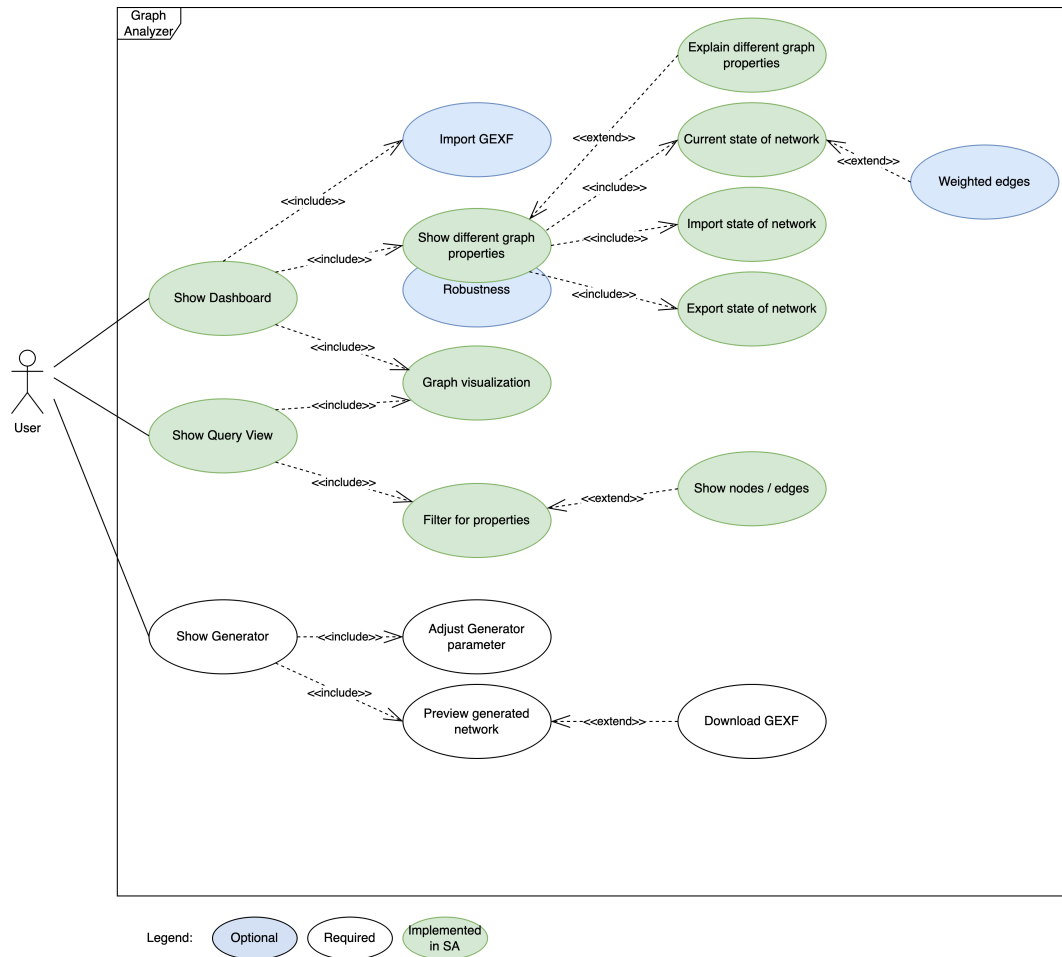 Graph
Analyzer
Explain different graph
properties
<<extend>>
Import GEXF
Current state of network
<<extend>>
Weighted edges
<<include>>
<<include>>
Show different graph
properties
Import state of network
<<include>>
<<include>>
Robustness
<<include>>
Show Dashboard
Export state of network
<<include>>
Graph visualization
<<include>>
User
Show Query View
<<include>>
Show nodes / edges
<<extend>>
Filter for properties
Show Generator
<<include>>
Adjust Generator
parameter
<<include>>
Preview generated
network
<<extend>>
Download GEXF
Legend:
Optional
Required
Implemented
in SA